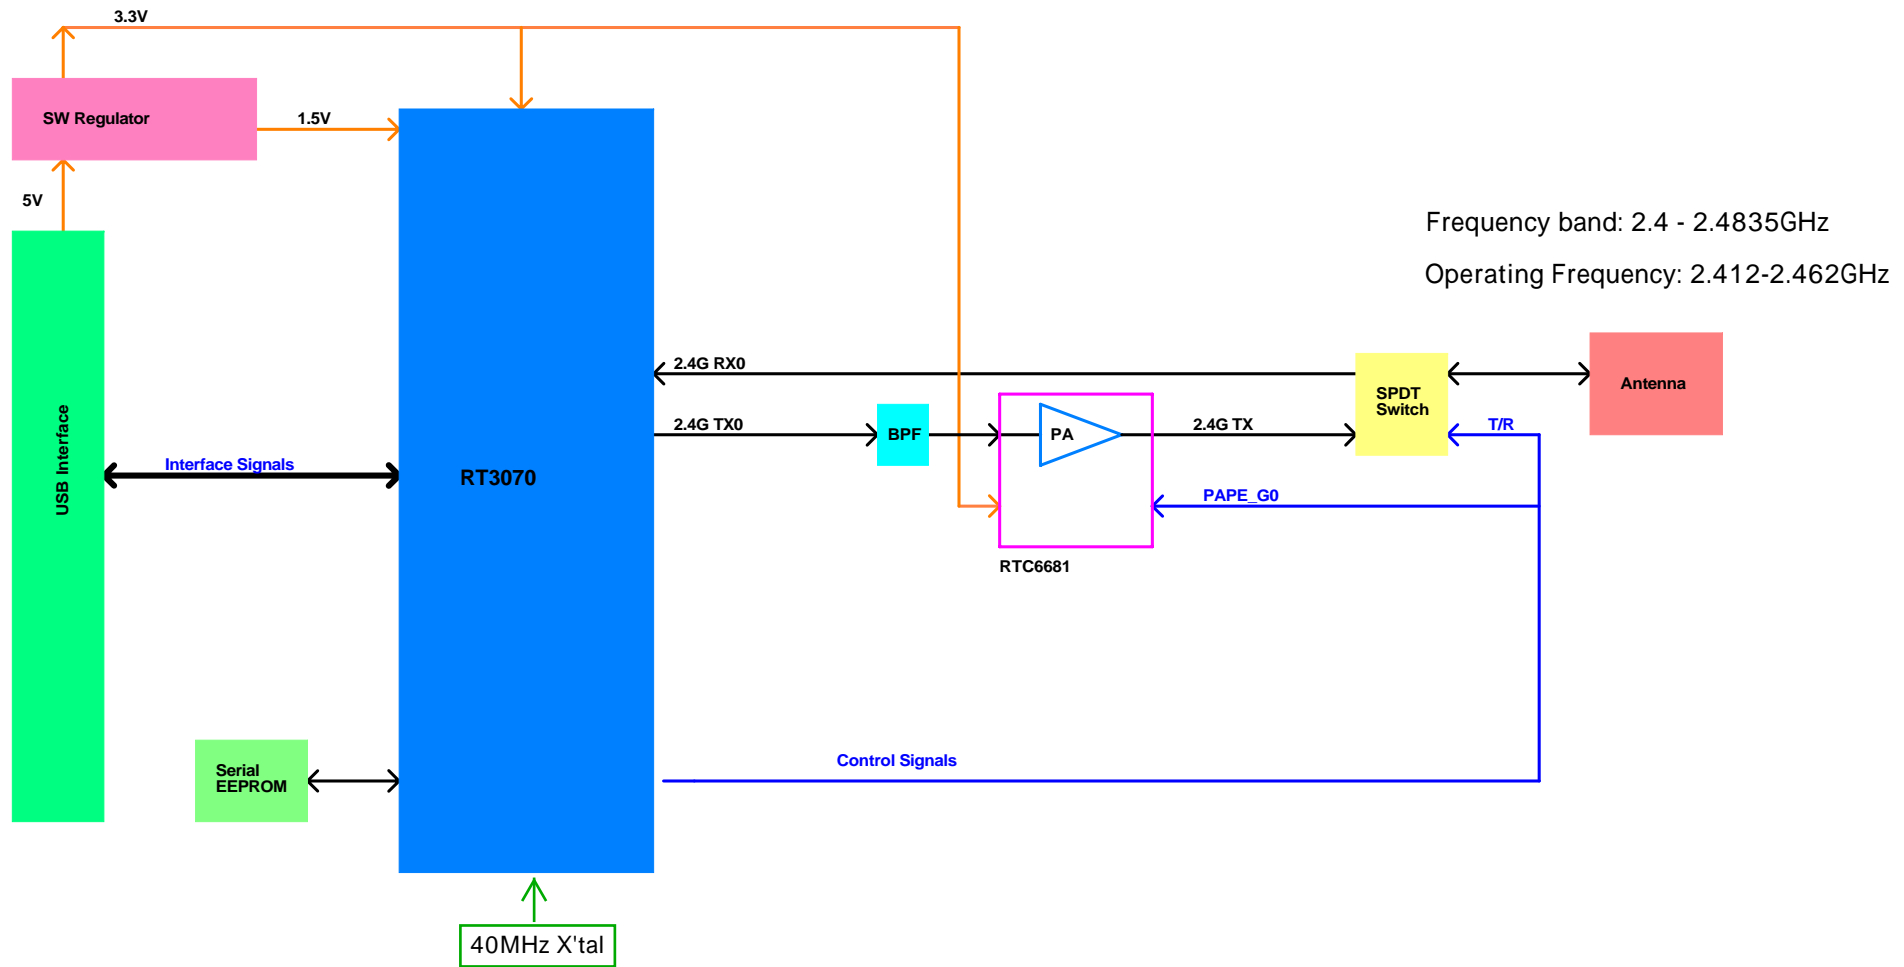 3.3V
SW Regulator
1.5V
5V
Frequency band: 2.4 - 2.4835GHz
Operating Frequency: 2.412-2.462GHz
2.4G RX0
SPDT
Switch
Antenna
USB Interface
Interface Signals
RT3070
2.4G TX0
BPF
PA
2.4G TX
T/R
PAPE_G0
RTC6681
Serial
EEPROM
Control Signals
40MHz X'tal